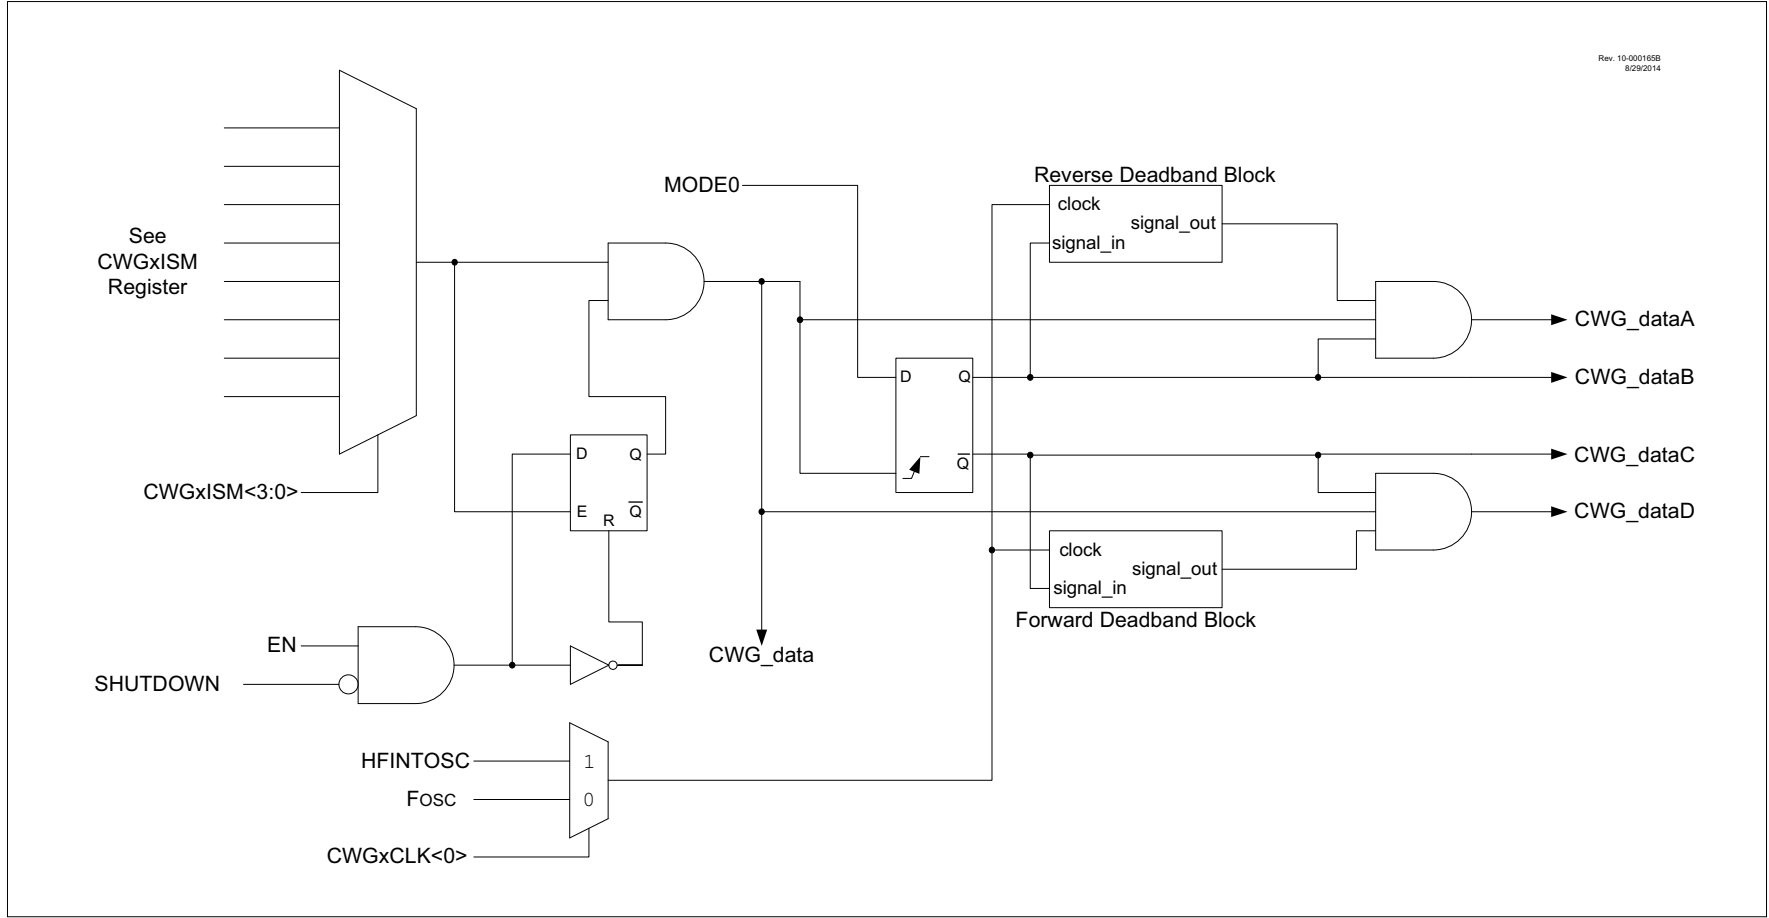 Rev. 10-000165B
8/29/2014
See
CWGxISM
Register
CWGxISM<3:0>
MODE0
Reverse Deadband Block
clock
signal_out
signal_in
CWG_dataA
D
Q
Q
CWG_dataB
CWG_dataC
D
Q
E
R
Q
CWG_dataD
clock
signal_out
signal_in
Forward Deadband Block
CWG_data
EN
SHUTDOWN
HFINTOSC
1
FOSC
0
CWGxCLK<0>